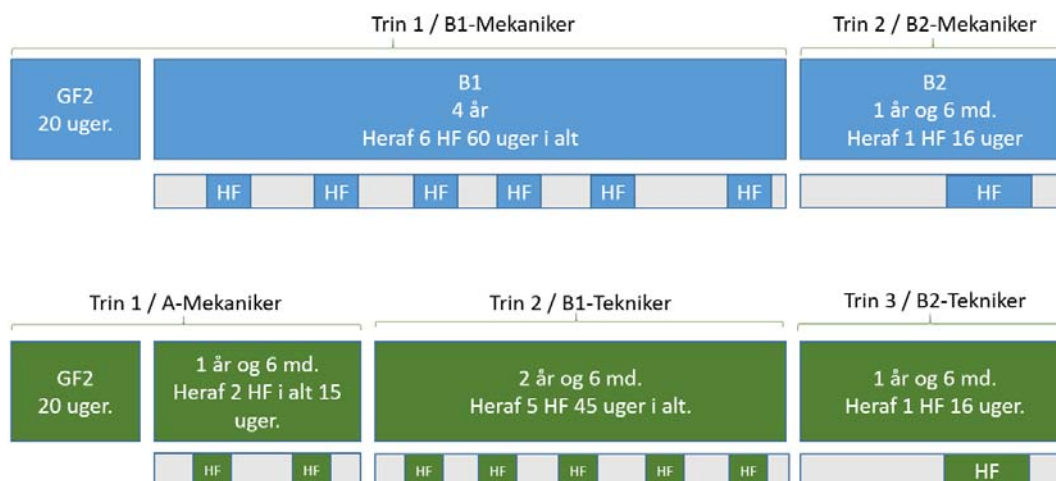 Trin 1 / B1-Mekaniker
Trin 2 / B2-Mekaniker
GF2
20 uger.
B1
4 år
Heraf 6 HF 60 uger i alt
B2
1 år og 6 md.
Heraf 1 HF 16 uger
HF
HF
HF
HF
HF
HF
HF
Trin 1 / A-Mekaniker
Trin 2 / B1-Tekniker
Trin 3 / B2-Tekniker
GF2
20 uger.
1 år og 6 md.
Heraf 2 HF i alt 15
uger.
2 år og 6 md.
Heraf 5 HF 45 uger i alt.
1 år og 6 md.
Heraf 1 HF 16 uger.
HF
HF
HF
HF
HF
HF
HF
HF